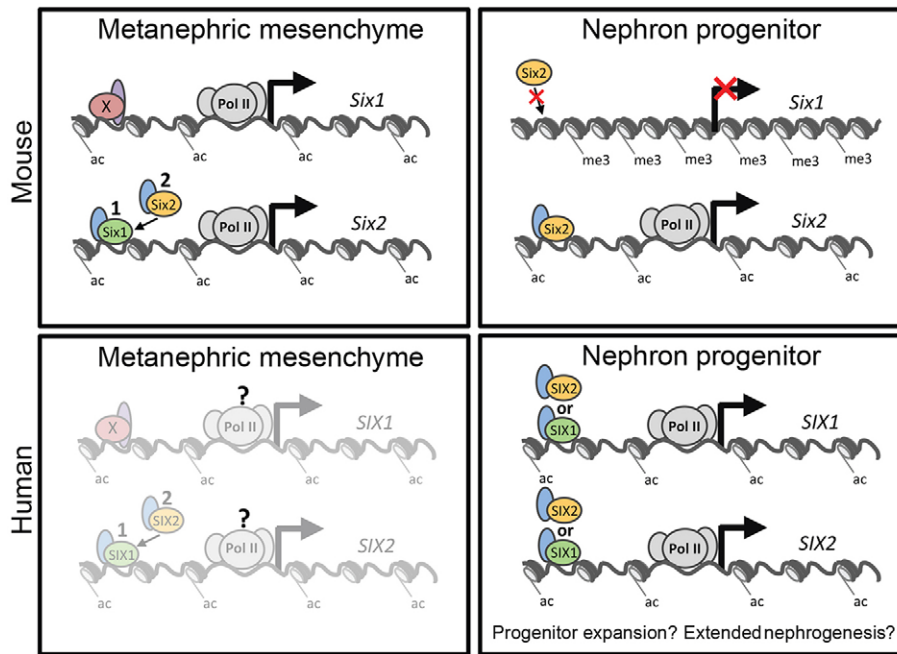 Mouse
Metanephric mesenchyme
X
Pol II
Six1
ac ac ac ac
1 2
Six1 Six2
Pol II
Six2
ac ac ac ac
Nephron progenitor
Six2
X
X
Six1
ac me3 me3 me3 me3 me3 me3
Six2
Pol II
Six2
ac ac ac ac
Human
Metanephric mesenchyme
?
X
Pol II
SIX1
ac ac ac ac
1 2
?
SIX1 SIX2
Pol II
SIX2
ac ac ac ac
Nephron progenitor
SIX2
or
SIX1
Pol II
SIX1
ac ac ac ac
SIX2
or
SIX1
Pol II
SIX2
ac ac ac ac
Progenitor expansion? Extended nephrogenesis?